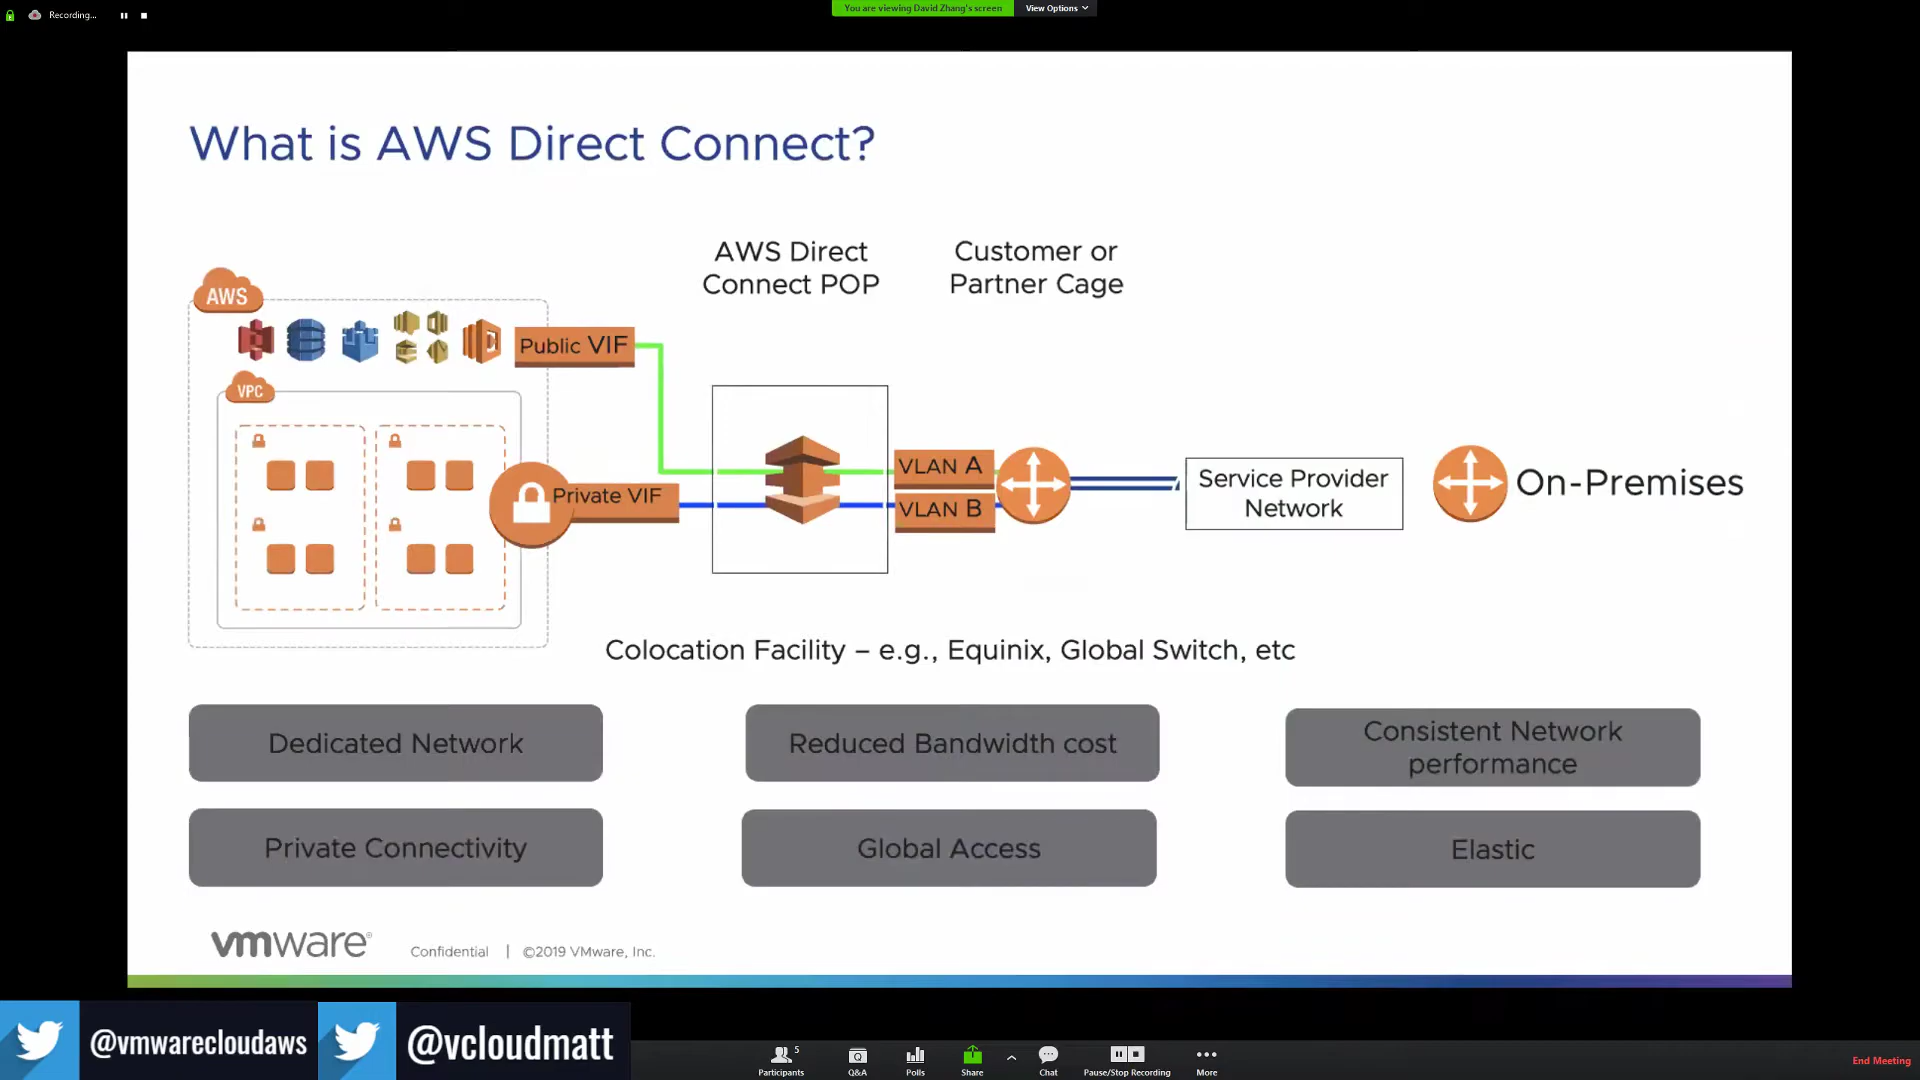 Recording...
You are viewing David Zhang's screen
View Options
What is AWS Direct Connect?
AWS Direct
Connect POP
Customer or
Partner Cage
AWS
Public VIF
VPC
Private VIF
VLAN A
VLAN B
Service Provider
Network
On-Premises
Colocation Facility – e.g., Equinix, Global Switch, etc
Dedicated Network
Reduced Bandwidth cost
Consistent Network
performance
Private Connectivity
Global Access
Elastic
vmware®
Confidential | ©2019 VMware, Inc.
@vmwarecloudaws
@vcloudmatt
5
Participants
Q
Q&A
Polls
Share
Chat
Pause/Stop Recording
More
End Meeting